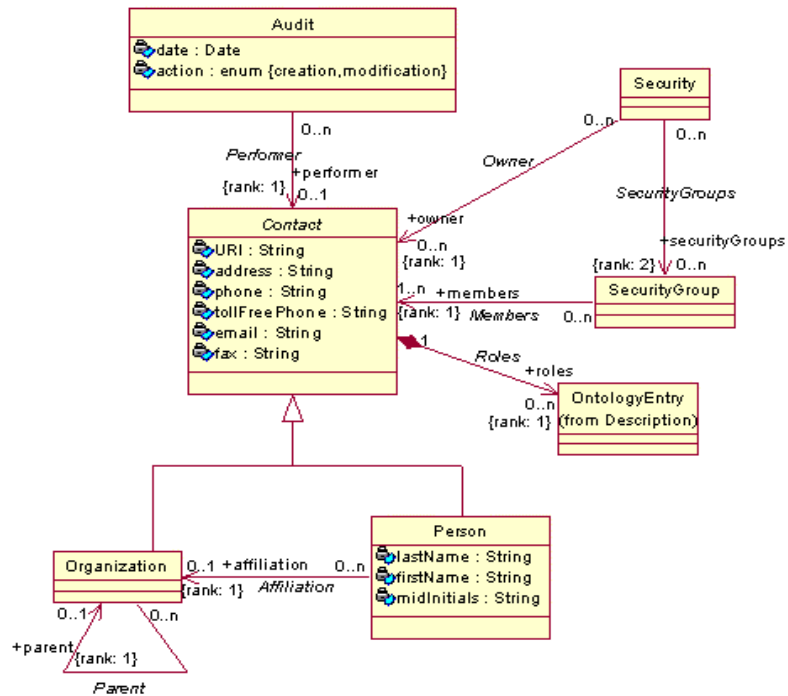 Audit
date : Date
action : enum {creation,modification}
Security
0..n
0..n
0..n
Performer
+performer
{rank: 1}
0..1
Owner
SecurityGroups
Contact
+owner
+securityGroups
URI : String
0..n
{rank: 1}
{rank: 2}
0..n
address : String
phone : String
1..n
+members
SecurityGroup
tollFreePhone : String
{rank: 1}
Members
0..n
email : String
fax : String
1
Roles
+roles
0..n
{rank: 1}
OntologyEntry
(from Description)
Person
Organization
0..1
+affiliation
0..n
lastName : String
{rank: 1}
Affiliation
firstName : String
midInitials : String
0..1
0..n
+parent
{rank: 1}
Parent